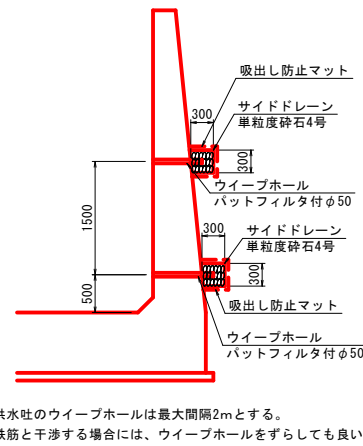 吸出し防止マット
300
サイドドレーン
単粒度砕石4号
300
ウイープホール
パットフィルタ付φ50
1500
300
サイドドレーン
単粒度砕石4号
300
500
吸出し防止マット
ウイープホール
パットフィルタ付φ50
洪水吐のウイープホールは最大間隔2mとする。
鉄筋と干渉する場合には、ウイープホールをずらしても良い